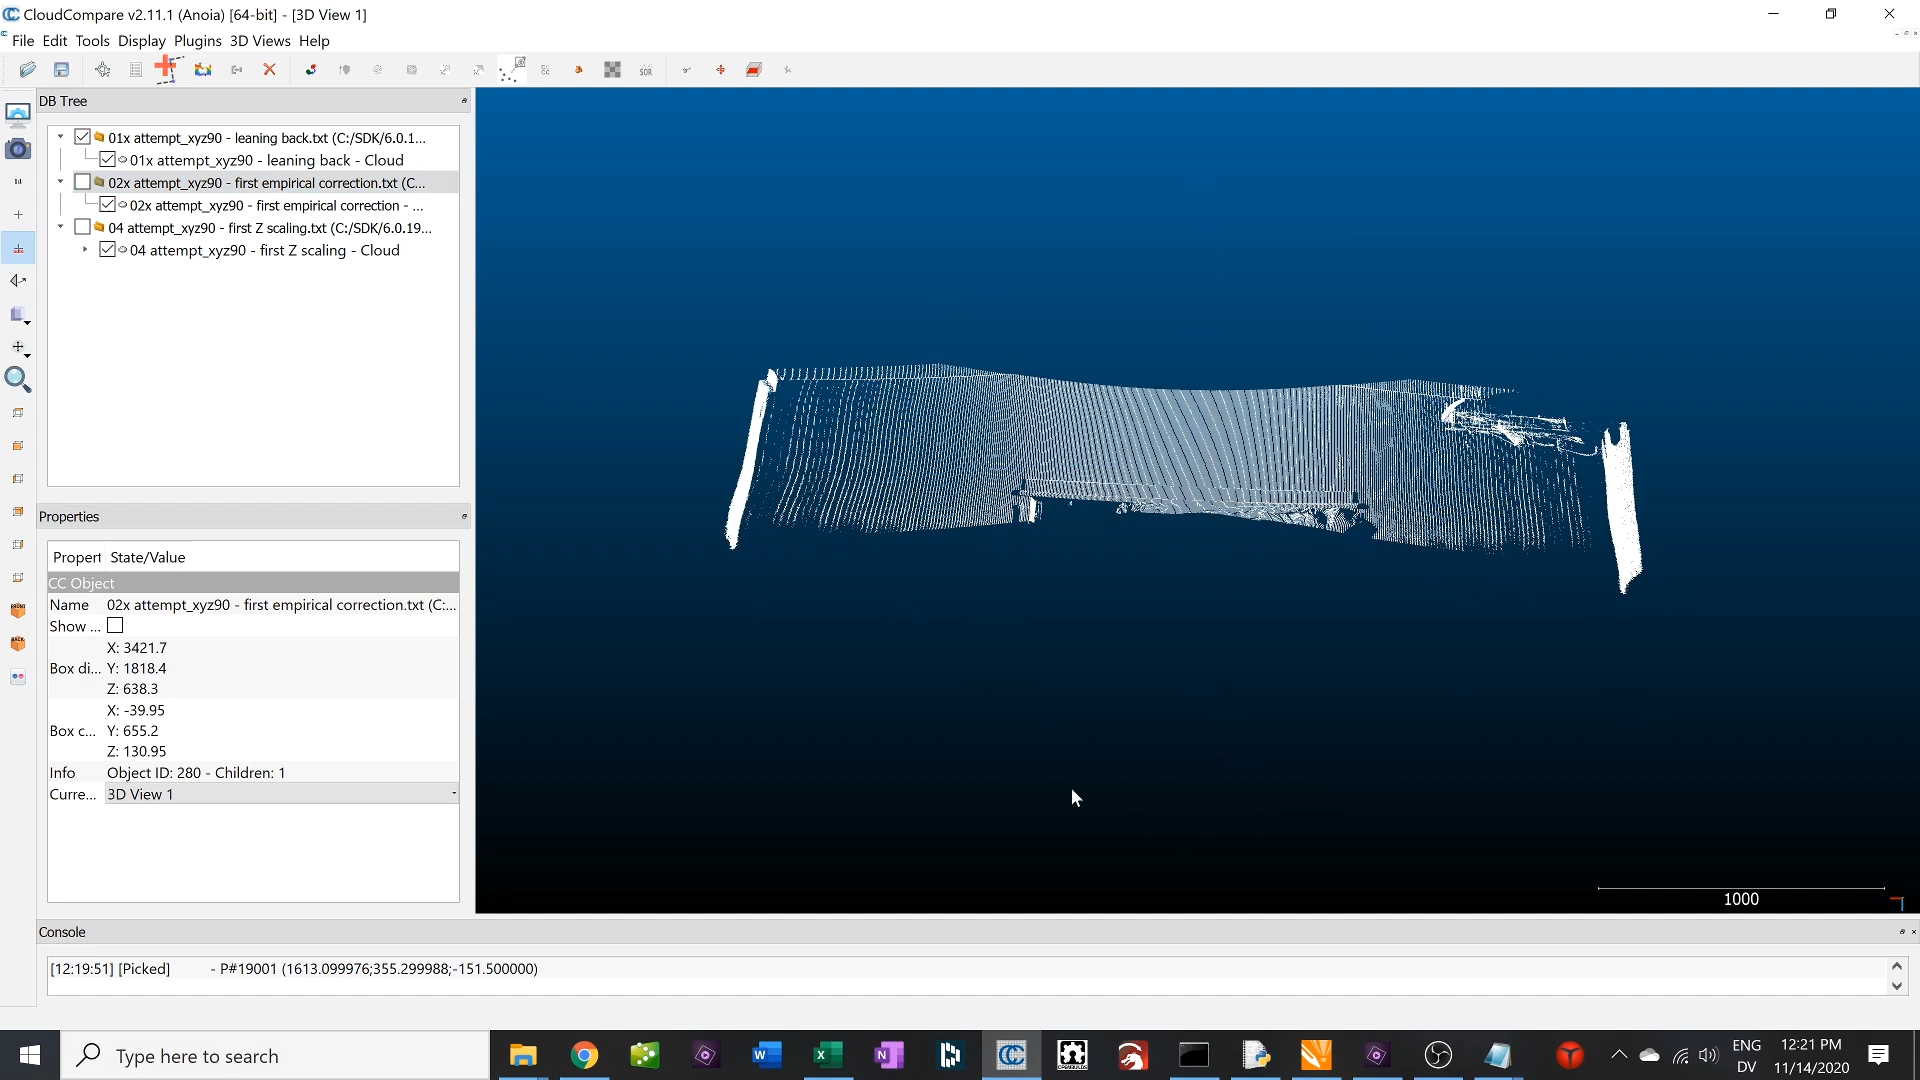 CloudCompare v2.11.1 (Anoia) [64-bit] - [3D View 1]
File Edit Tools Display Plugins 3D Views Help
SOR
DB Tree
01x attempt_xyz90 - leaning back.txt (C:/SDK/6.0.1...
01x attempt_xyz90 - leaning back - Cloud
02x attempt_xyz90 - first empirical correction.txt (C...
02x attempt_xyz90 - first empirical correction - ...
04 attempt_xyz90 - first Z scaling.txt (C:/SDK/6.0.19...
04 attempt_xyz90 - first Z scaling - Cloud
1:1
FRONT
BACK
Properties
Propert State/Value
CC Object
Name 02x attempt_xyz90 - first empirical correction.txt (C:...
Show ...
X: 3421.7
Box di... Y: 1818.4
Z: 638.3
X: -39.95
Box c... Y: 655.2
Z: 130.95
Info Object ID: 280 - Children: 1
Curre... 3D View 1
1000
Console
[12:19:51] [Picked] - P#19001 (1613.099976;355.299988;-151.500000)
Type here to search
ENG
DV
12:21 PM
11/14/2020